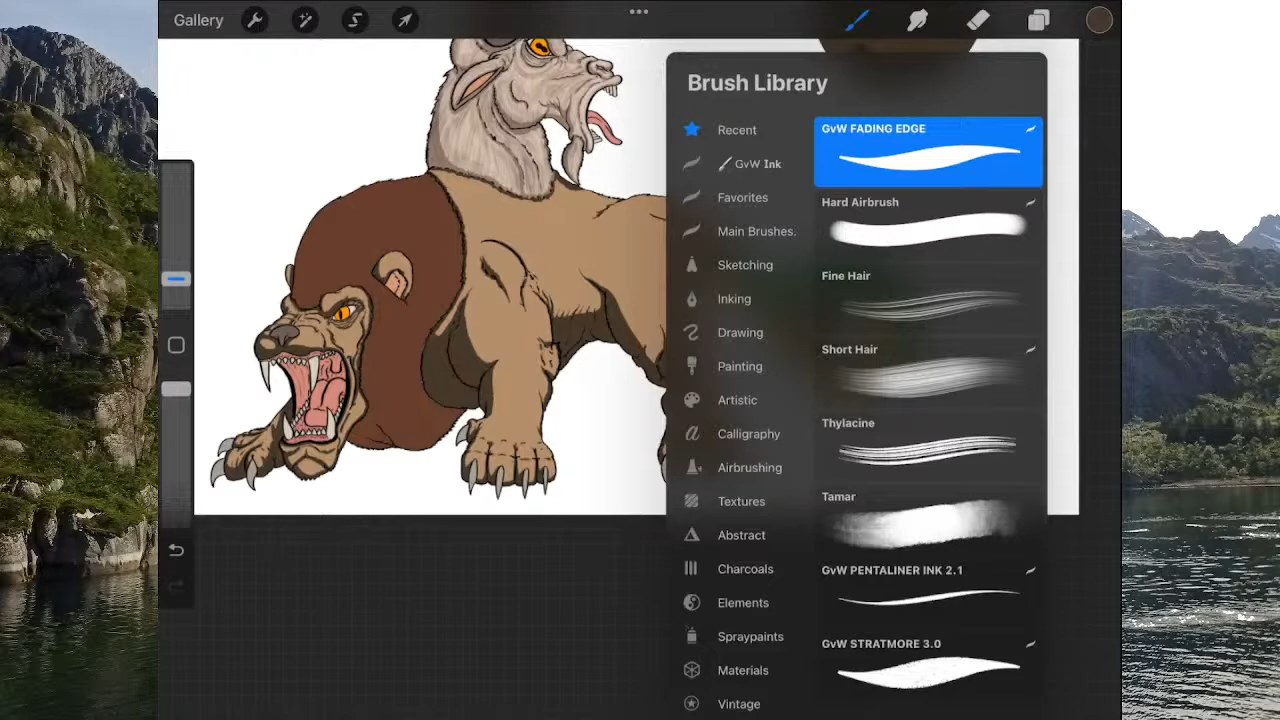 Gallery
Brush Library
Recent
GvW Ink
Favorites
Main Brushes.
Sketching
Inking
Drawing
Painting
Artistic
Calligraphy
Airbrushing
Textures
Abstract
Charcoals
Elements
Spraypaints
Materials
Vintage
GvW FADING EDGE
Hard Airbrush
Fine Hair
Short Hair
Thylacine
Tamar
GvW PENTALINER INK 2.1
GvW STRATMORE 3.0